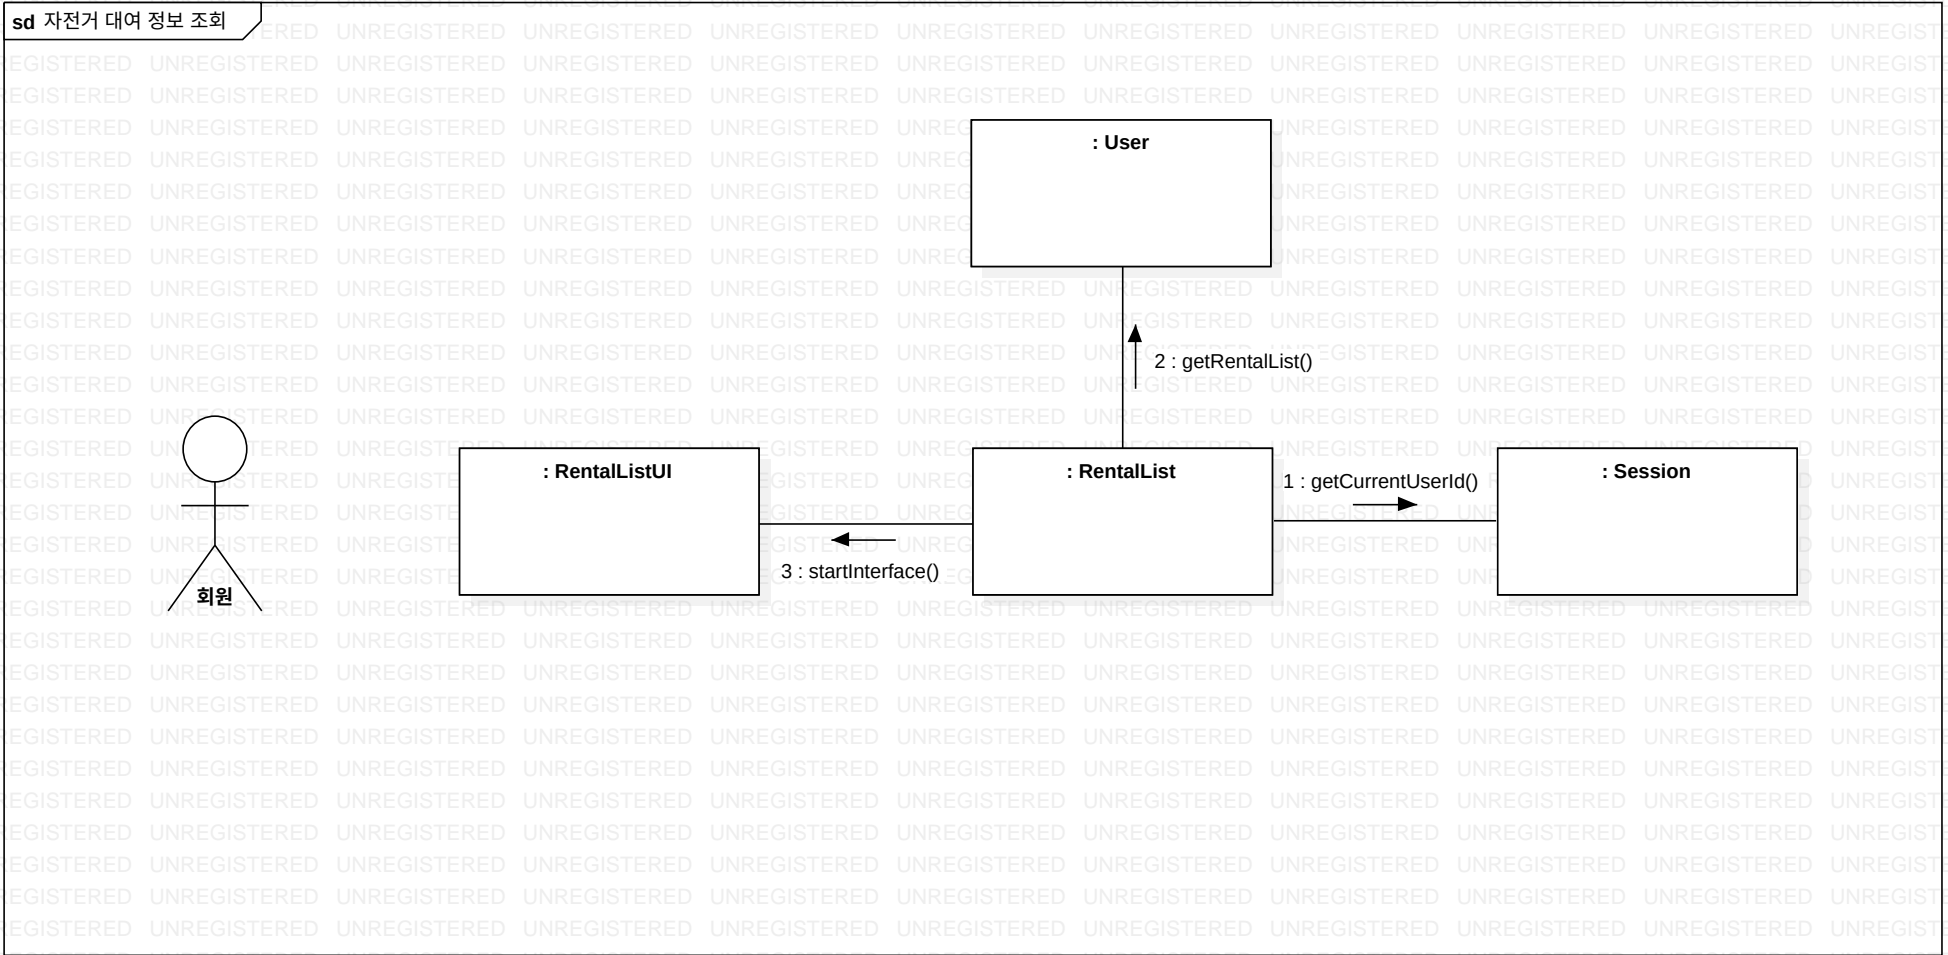 sd 자전거 대여 정보 조회
: User
2 : getRentalList()
: RentalListUI
: RentalList
1 : getCurrentUserId()
: Session
3 : startInterface()
회원
UNREGISTERED